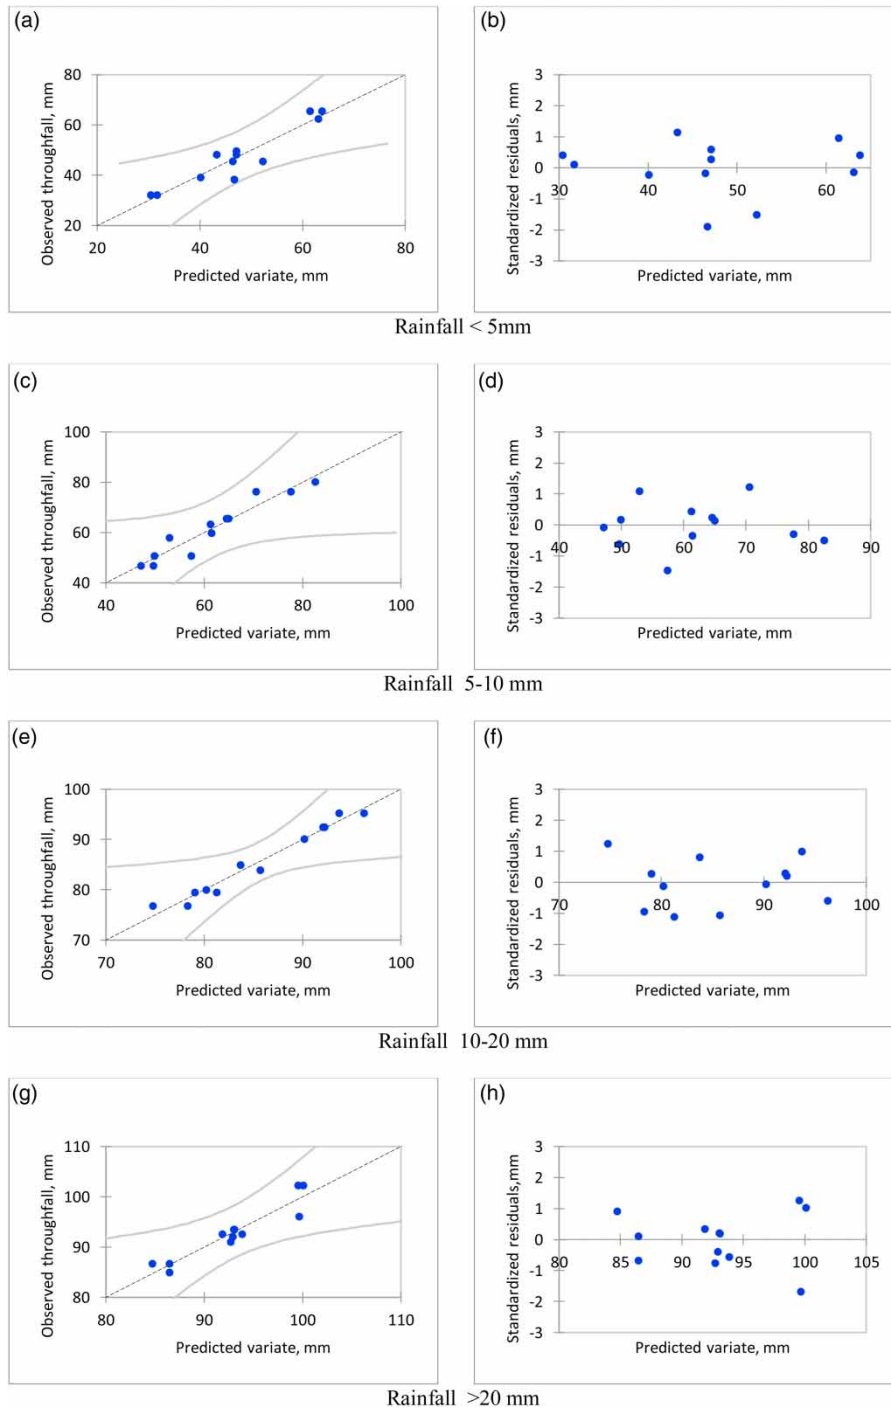 (a)
80
60
40
20
Observed throughfall, mm
20 40 60 80
Predicted variate, mm
(b)
3
2
1
0
-1
-2
-3
Standardized residuals, mm
30 40 50 60
Predicted variate, mm
Rainfall < 5mm
(c)
100
80
60
40
Observed throughfall, mm
40 60 80 100
Predicted variate, mm
(d)
3
2
1
0
-1
-2
-3
Standardized residuals, mm
40 50 60 70 80 90
Predicted variate, mm
Rainfall 5-10 mm
(e)
100
90
80
70
Observed throughfall, mm
70 80 90 100
Predicted variate, mm
(f)
3
2
1
0
-1
-2
-3
Standardized residuals, mm
70 80 90 100
Predicted variate, mm
Rainfall 10-20 mm
(g)
110
100
90
80
Observed throughfall, mm
80 90 100 110
Predicted variate, mm
(h)
3
2
1
0
-1
-2
-3
Standardized residuals,mm
80 85 90 95 100 105
Predicted variate, mm
Rainfall >20 mm